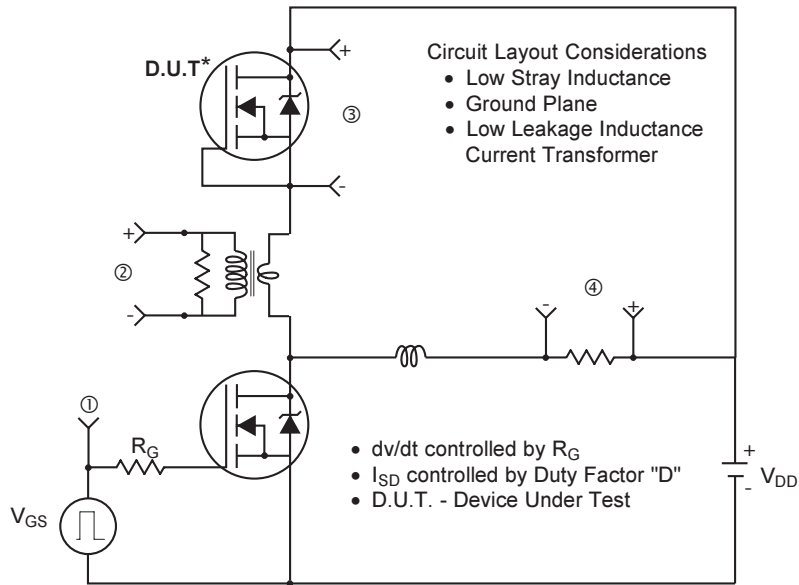 D.U.T*
+
③
-
Circuit Layout Considerations
• Low Stray Inductance
• Ground Plane
• Low Leakage Inductance
Current Transformer
+
②
-
④
- +
①
R_G
V_GS
• dv/dt controlled by R_G
• I_SD controlled by Duty Factor "D"
• D.U.T. - Device Under Test
+
V_DD
-